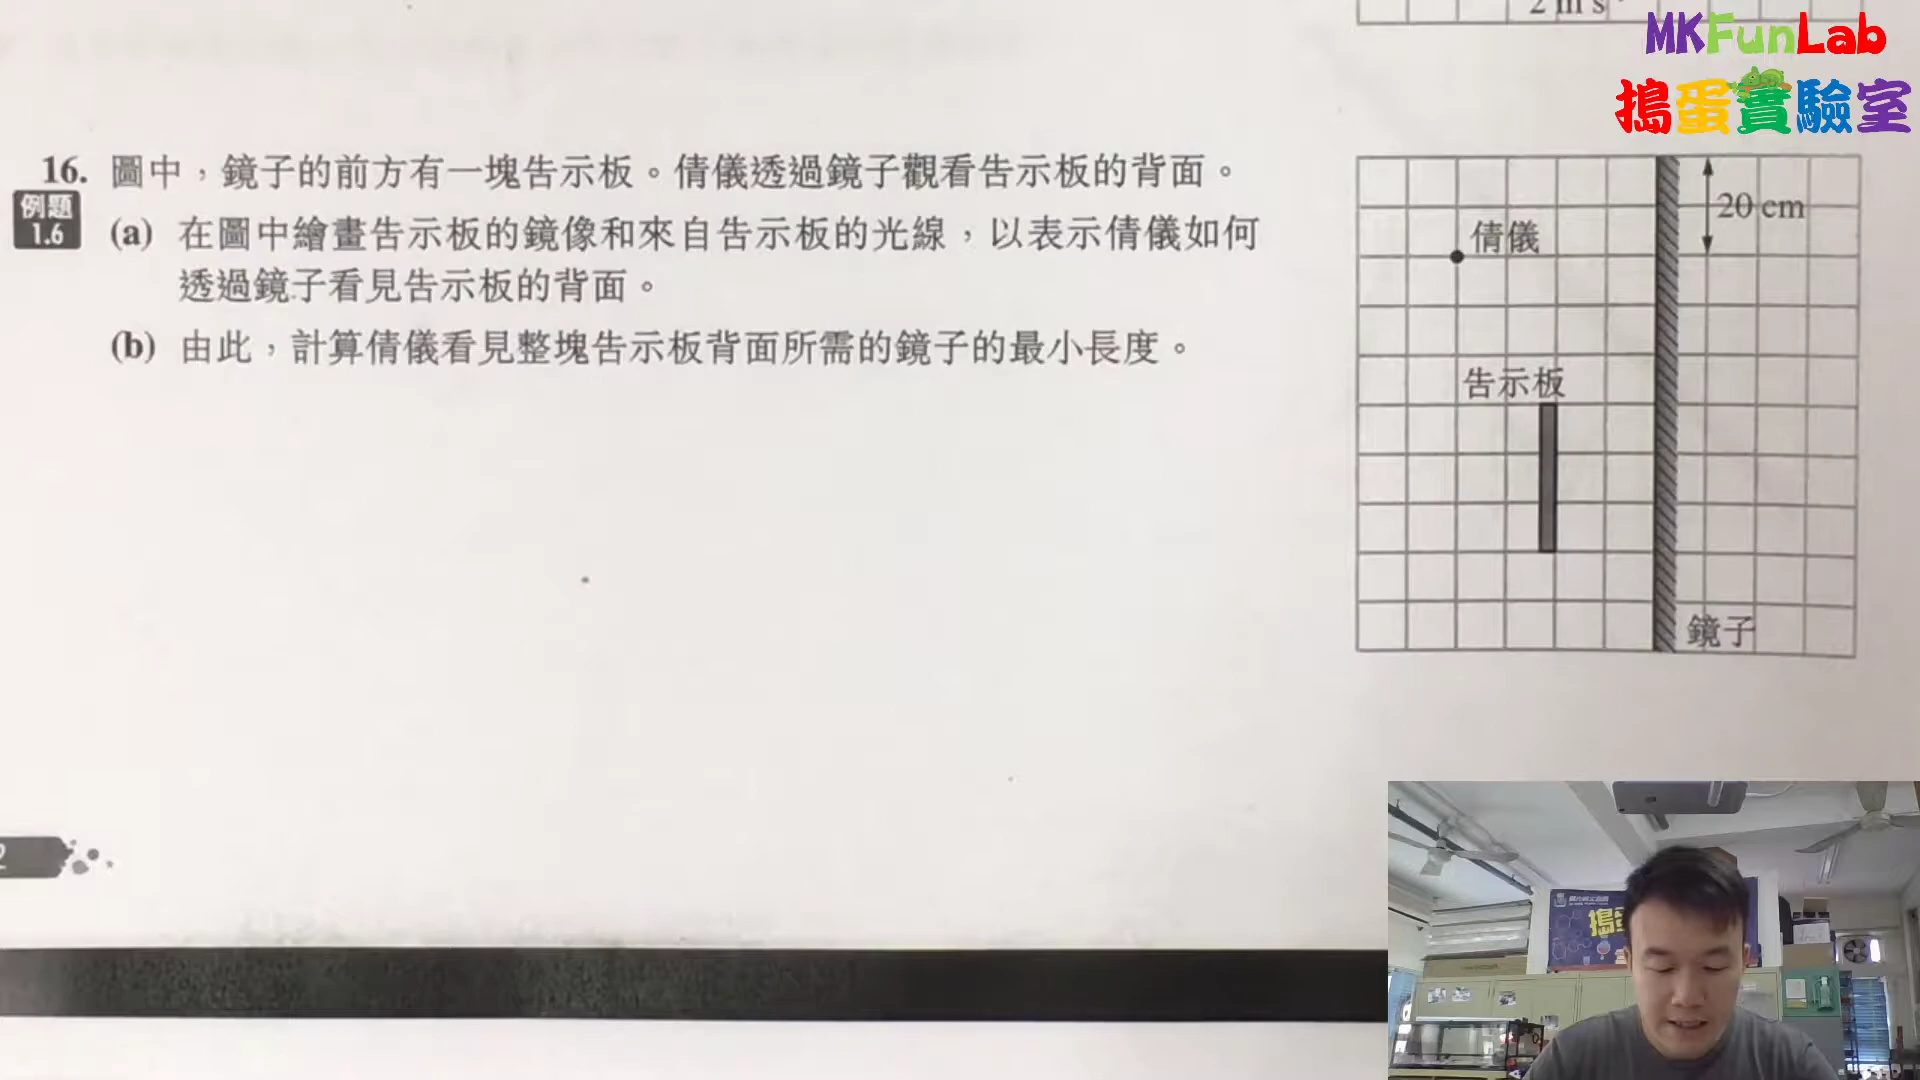 2 m s
MKFunLab
搗蛋實驗室
16. 圖中，鏡子的前方有一塊告示板。倩儀透過鏡子觀看告示板的背面。
例題
1.6
(a) 在圖中繪畫告示板的鏡像和來自告示板的光線，以表示倩儀如何
透過鏡子看見告示板的背面。
(b) 由此，計算倩儀看見整塊告示板背面所需的鏡子的最小長度。
20 cm
倩儀
告示板
鏡子
2